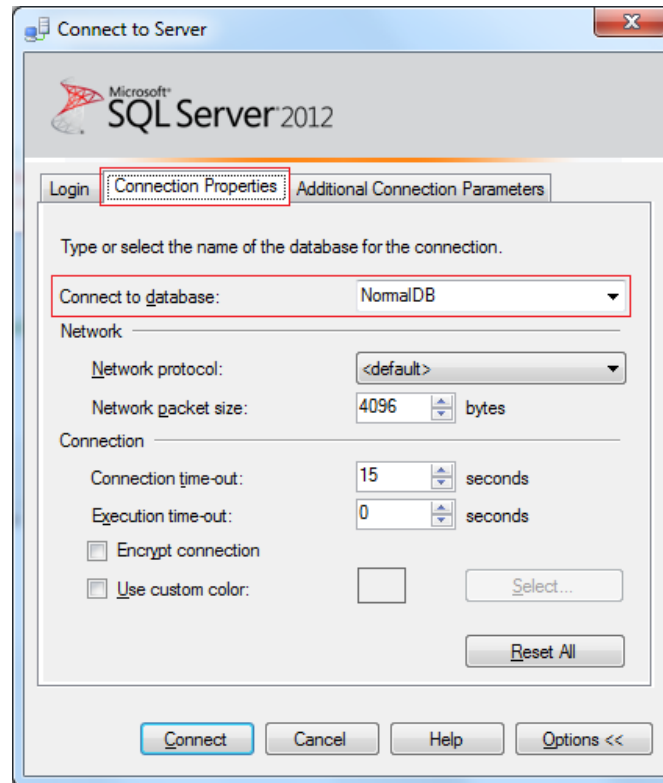 Connect to Server
Microsoft®
SQL Server® 2012
Login Connection Properties Additional Connection Parameters
Type or select the name of the database for the connection.
Connect to database: NormalDB
Network
Network protocol: <default>
Network packet size: 4096 bytes
Connection
Connection time-out: 15 seconds
Execution time-out: 0 seconds
Encrypt connection
Use custom color: Select...
Reset All
Connect Cancel Help Options <<